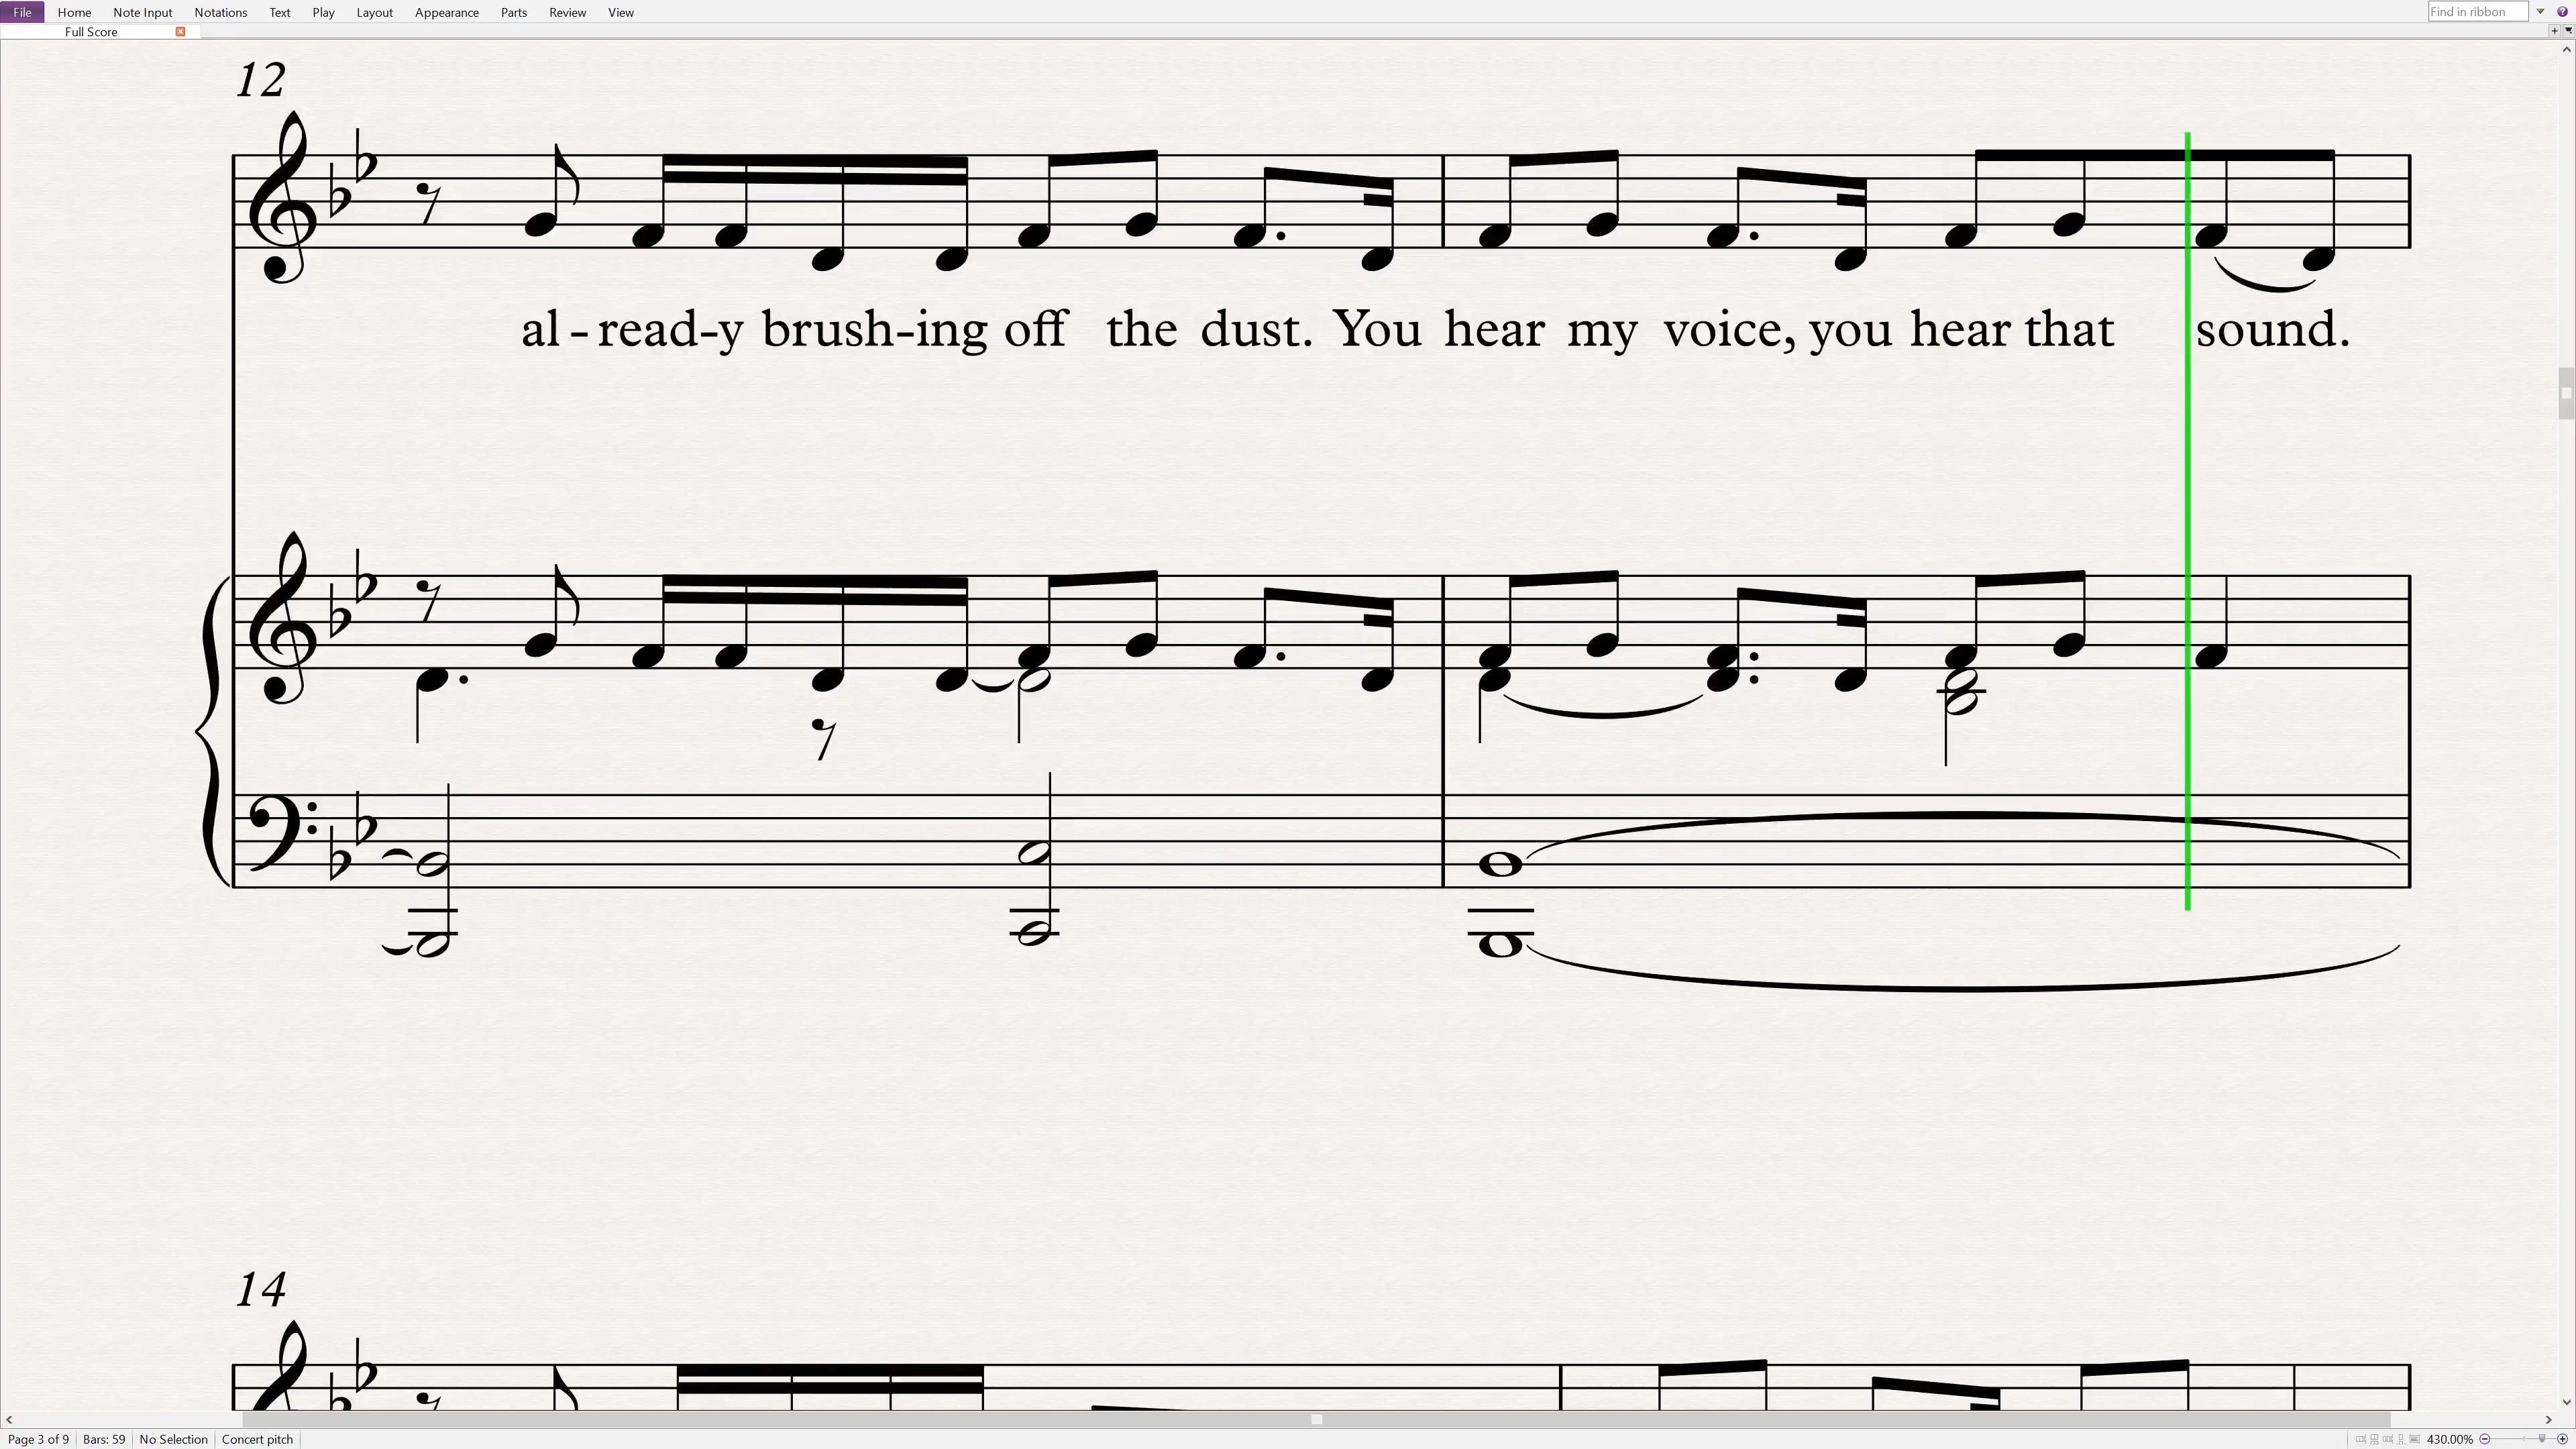 File Home Note Input Notations Text Play Layout Appearance Parts Review View Find in ribbon
Full Score
12
al - read-y brush-ing off the dust. You hear my voice, you hear that sound.
14
Page 3 of 9 Bars: 59 No Selection Concert pitch 430.00%